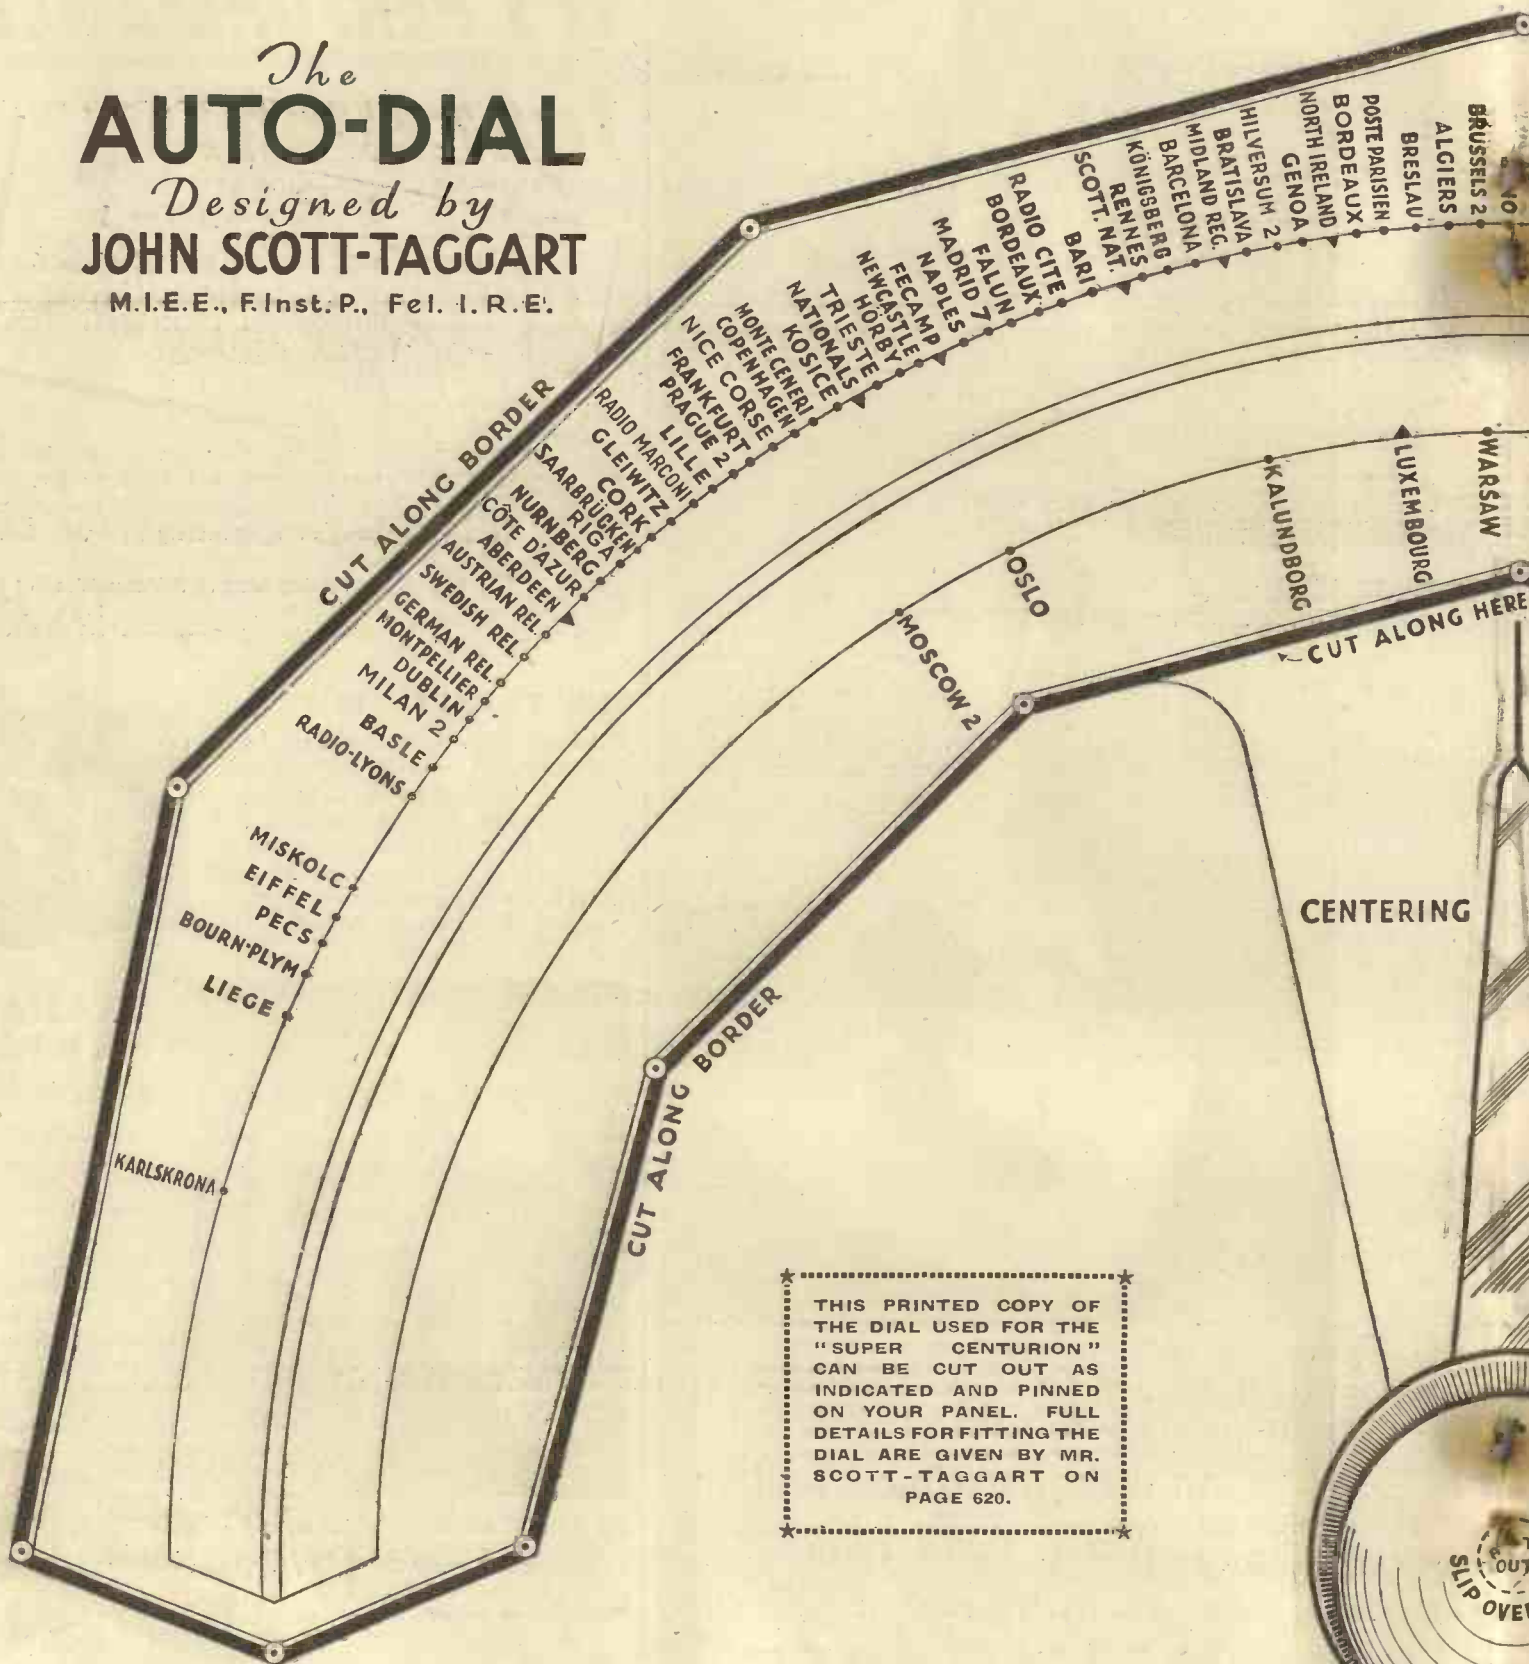 The
AUTO-DIAL
Designed by
JOHN SCOTT-TAGGART
M.I.E.E., F.Inst.P., Fel. I.R.E.
CUT ALONG BORDER
KARLSKRONA
LIEGE
BOURN-PLYM
PECS
EIFFEL
MISKOLC
RADIO-LYONS
BASLE
MILAN 2
DUBLIN
MONTPELLIER
GERMAN REL.
SWEDISH REL.
AUSTRIAN REL.
ABERDEEN
CÔTE D'AZUR
NURNBERG
RIGA
SAARBRÜCKEN
CORK
GLEIWITZ
RADIO MARCONI
LILLE
PRAGUE 2
FRANKFURT
NICE CORSE
COPENHAGEN
MONTE CENERI
KOSICE
NATIONALS
TRIESTE
HÖRBY
NEWCASTLE
FECAMP
NAPLES
MADRID 7
FALUN
BORDEAUX
RADIO CITE
BARI
SCOTT. NAT.
RENNES
KÖNIGSBERG
BARCELONA
MIDLAND REG.
BRATISLAVA
HILVERSUM 2
GENOA
NORTH IRELAND
BORDEAUX
POSTE PARISIEN
BRESLAU
ALGIERS
BRUSSELS 2
MOSCOW 2
OSLO
KALUNDBORG
LUXEMBOURG
WARSAW
CUT ALONG HERE
CUT ALONG BORDER
CENTERING
THIS PRINTED COPY OF
THE DIAL USED FOR THE
"SUPER CENTURION"
CAN BE CUT OUT AS
INDICATED AND PINNED
ON YOUR PANEL. FULL
DETAILS FOR FITTING THE
DIAL ARE GIVEN BY MR.
SCOTT-TAGGART ON
PAGE 620.
OUT
SLIP OVE